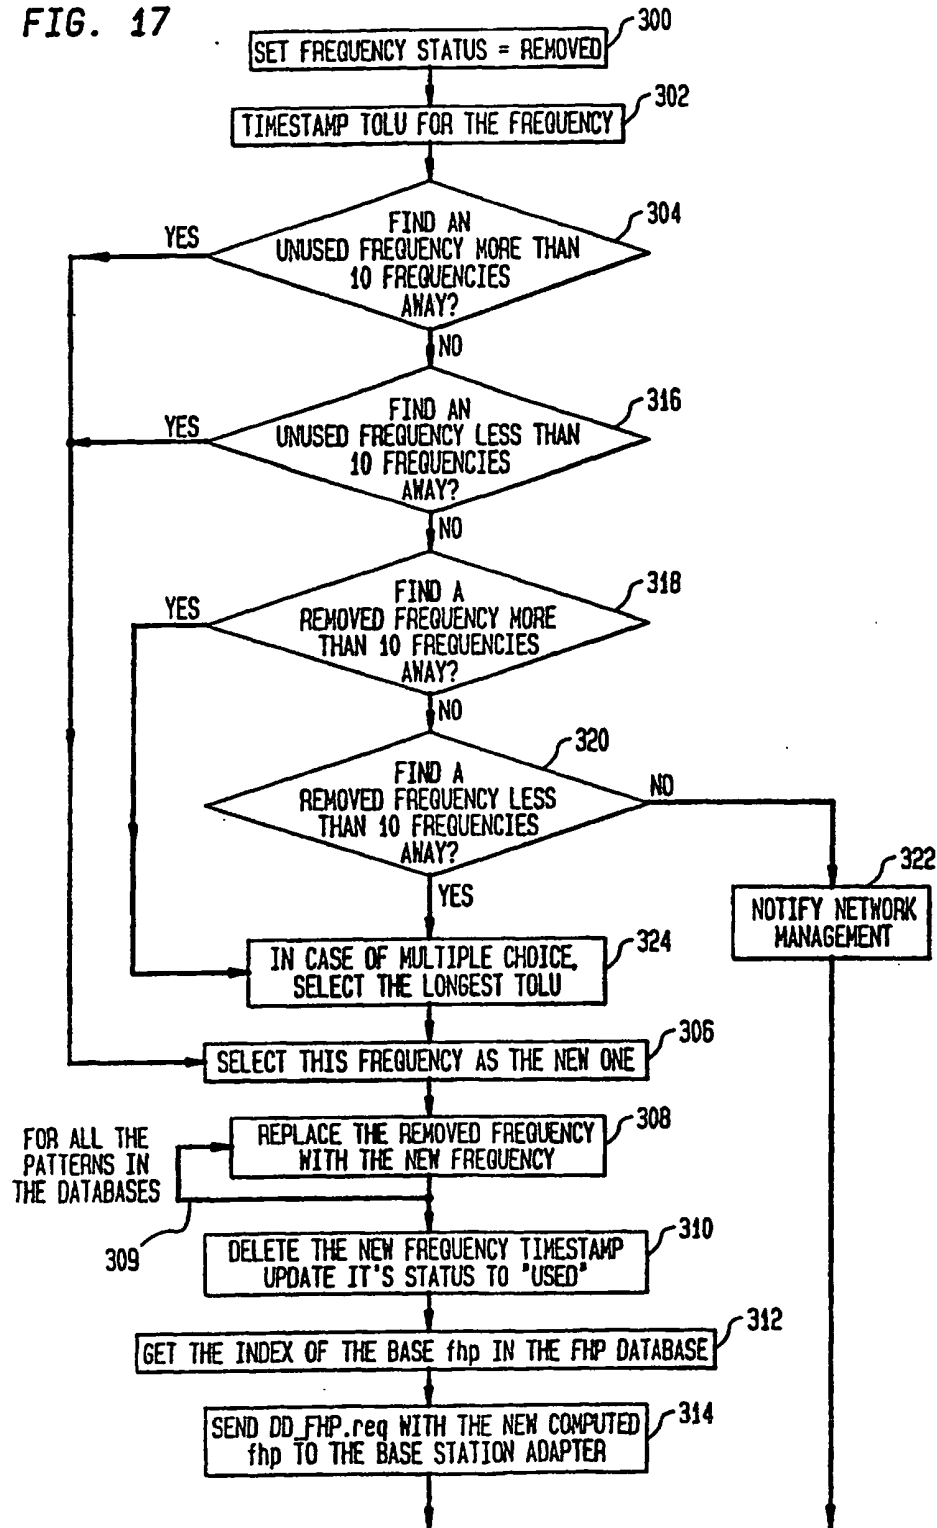 FIG. 17
300
SET FREQUENCY STATUS = REMOVED
302
TIMESTAMP TOLU FOR THE FREQUENCY
304
FIND AN
UNUSED FREQUENCY MORE THAN
10 FREQUENCIES
AWAY?
YES
NO
316
FIND AN
UNUSED FREQUENCY LESS THAN
10 FREQUENCIES
AWAY?
YES
NO
318
FIND A
REMOVED FREQUENCY MORE
THAN 10 FREQUENCIES
AWAY?
YES
NO
320
FIND A
REMOVED FREQUENCY LESS
THAN 10 FREQUENCIES
AWAY?
NO
YES
322
NOTIFY NETWORK
MANAGEMENT
324
IN CASE OF MULTIPLE CHOICE,
SELECT THE LONGEST TOLU
306
SELECT THIS FREQUENCY AS THE NEW ONE
308
REPLACE THE REMOVED FREQUENCY
WITH THE NEW FREQUENCY
FOR ALL THE
PATTERNS IN
THE DATABASES
309
310
DELETE THE NEW FREQUENCY TIMESTAMP
UPDATE IT'S STATUS TO "USED"
312
GET THE INDEX OF THE BASE fhp IN THE FHP DATABASE
314
SEND DD_FHP.req WITH THE NEW COMPUTED
fhp TO THE BASE STATION ADAPTER